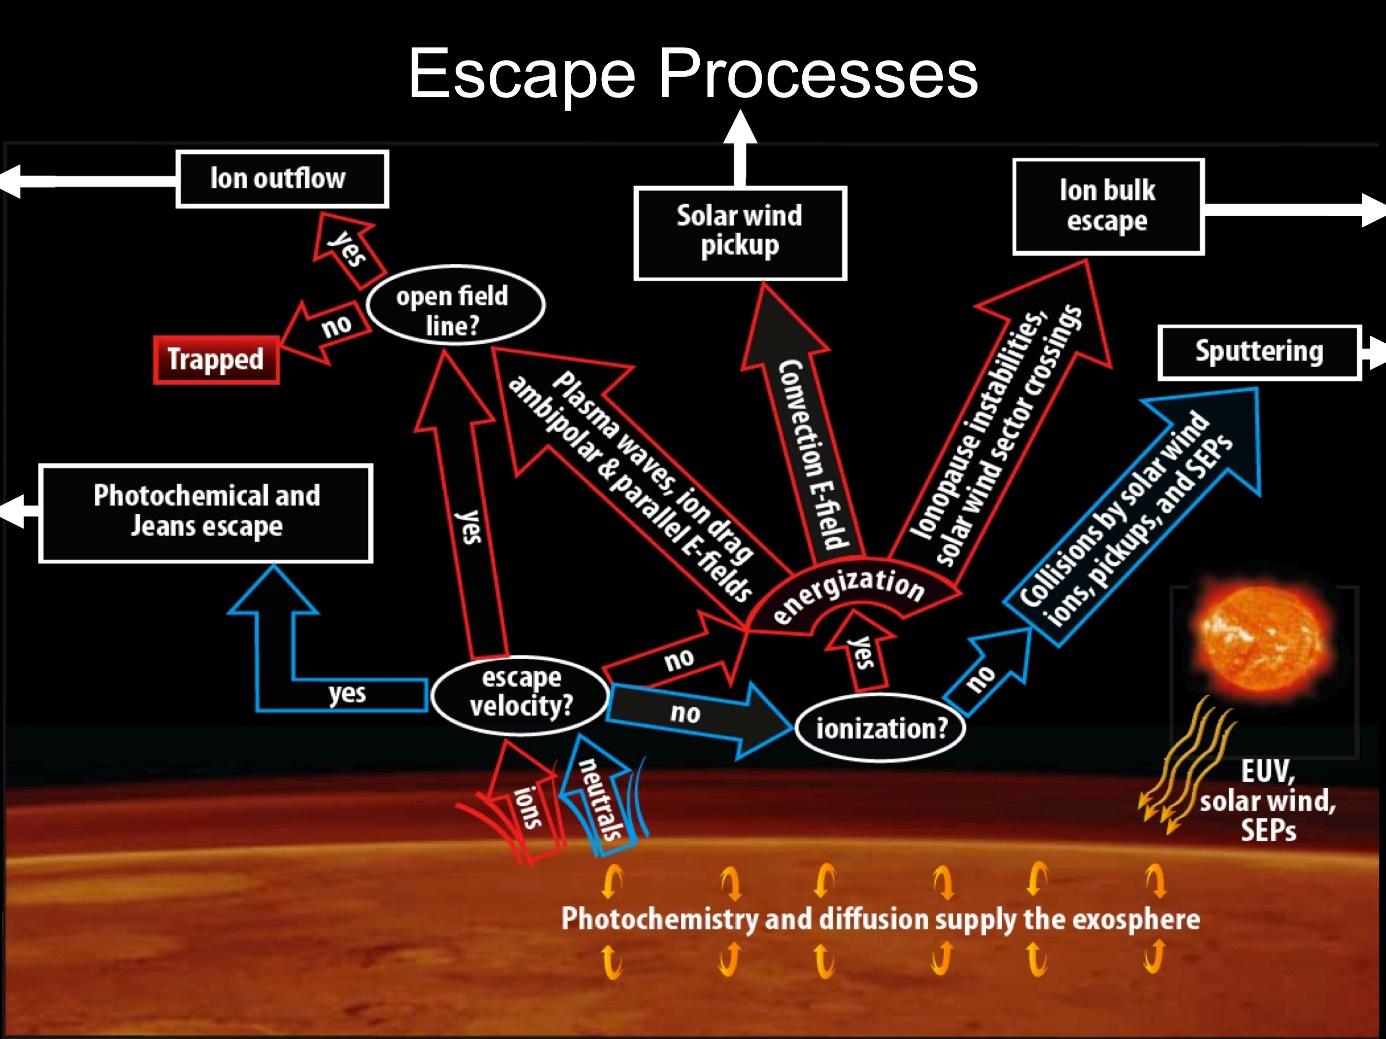 Escape Processes
Ion outflow
Solar wind
pickup
Ion bulk
escape
yes
open field
line?
no
Trapped
Sputtering
Plasma waves, ion drag
ambipolar & parallel E-fields
Convection E-field
Ionopause instabilities,
solar wind sector crossings
Collisions by solar wind
ions, pickups, and SEPs
Photochemical and
Jeans escape
yes
energization
yes
no
yes
escape
velocity?
no
no
ionization?
ions
neutrals
EUV,
solar wind,
SEPs
Photochemistry and diffusion supply the exosphere